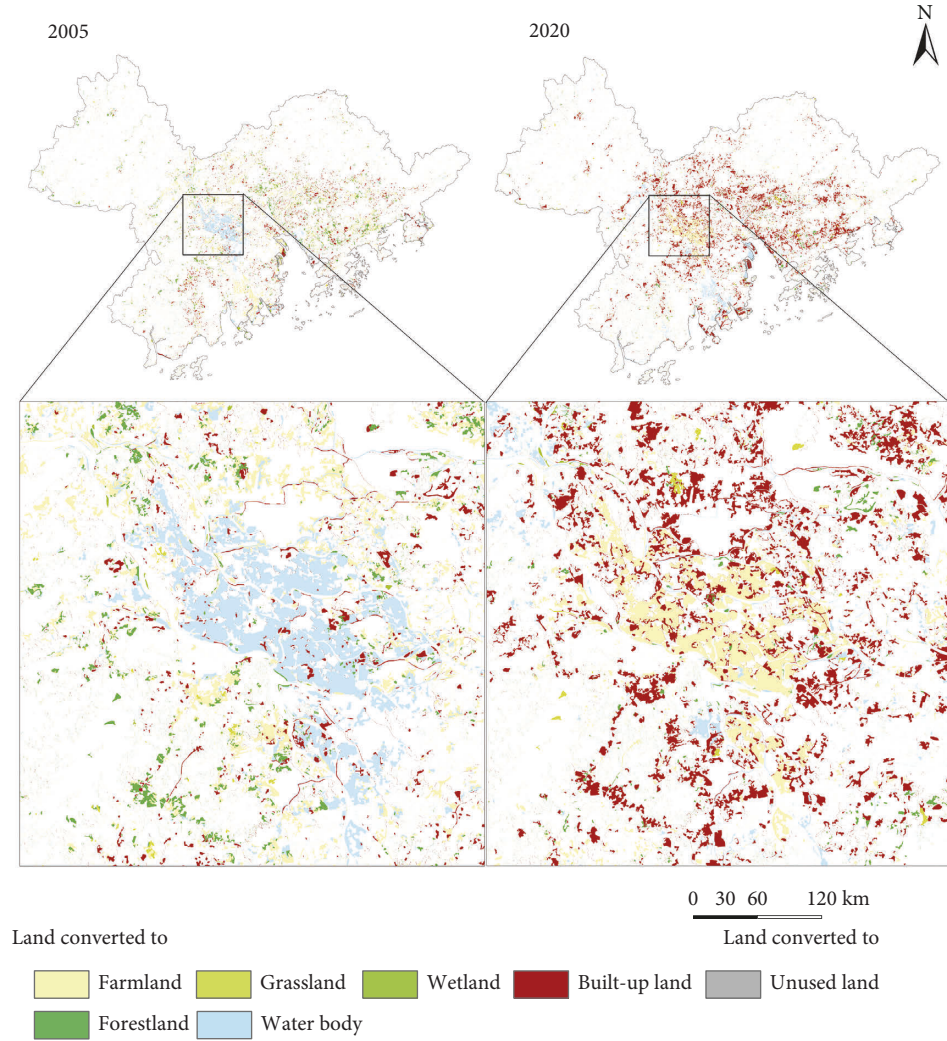 2005
2020
N
0 30 60 120 km
Land converted to
Land converted to
Farmland Grassland Wetland Built-up land Unused land
Forestland Water body